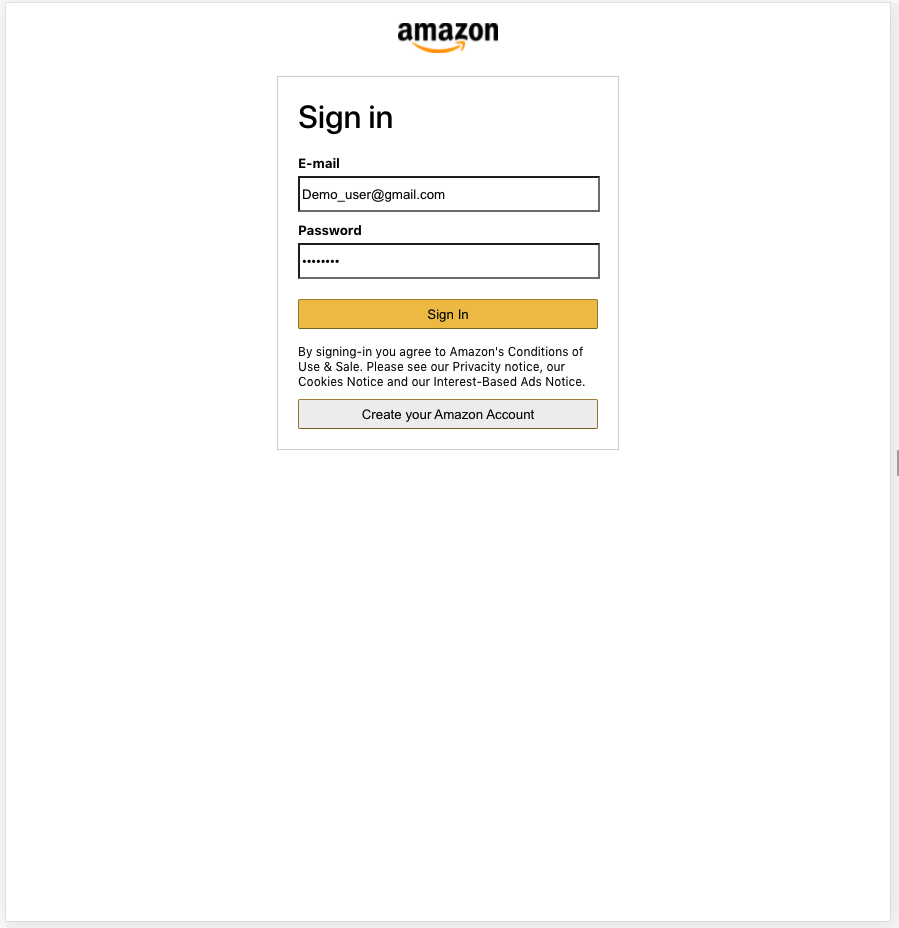 amazon
Sign in
E-mail
Demo_user@gmail.com
Password
••••••••
Sign In
By signing-in you agree to Amazon's Conditions of
Use & Sale. Please see our Privacity notice, our
Cookies Notice and our Interest-Based Ads Notice.
Create your Amazon Account